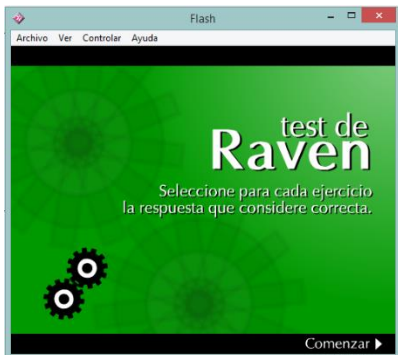 Flash
Archivo Ver Controlar Ayuda
test de
Raven
Seleccione para cada ejercicio
la respuesta que considere correcta.
Comenzar